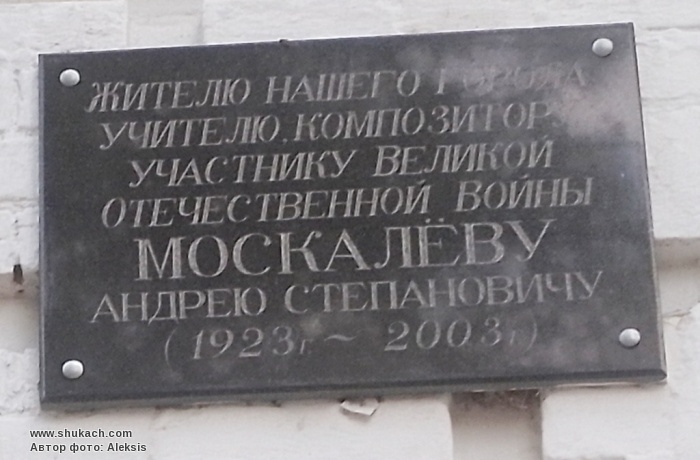 ЖИТЕЛЮ НАШЕГО ГОРОДА
УЧИТЕЛЮ, КОМПОЗИТОРУ
УЧАСТНИКУ ВЕЛИКОЙ
ОТЕЧЕСТВЕННОЙ ВОЙНЫ
МОСКАЛЁВУ
АНДРЕЮ СТЕПАНОВИЧУ
(1923г ~ 2003г)
www.shukach.com
Автор фото: Aleksis